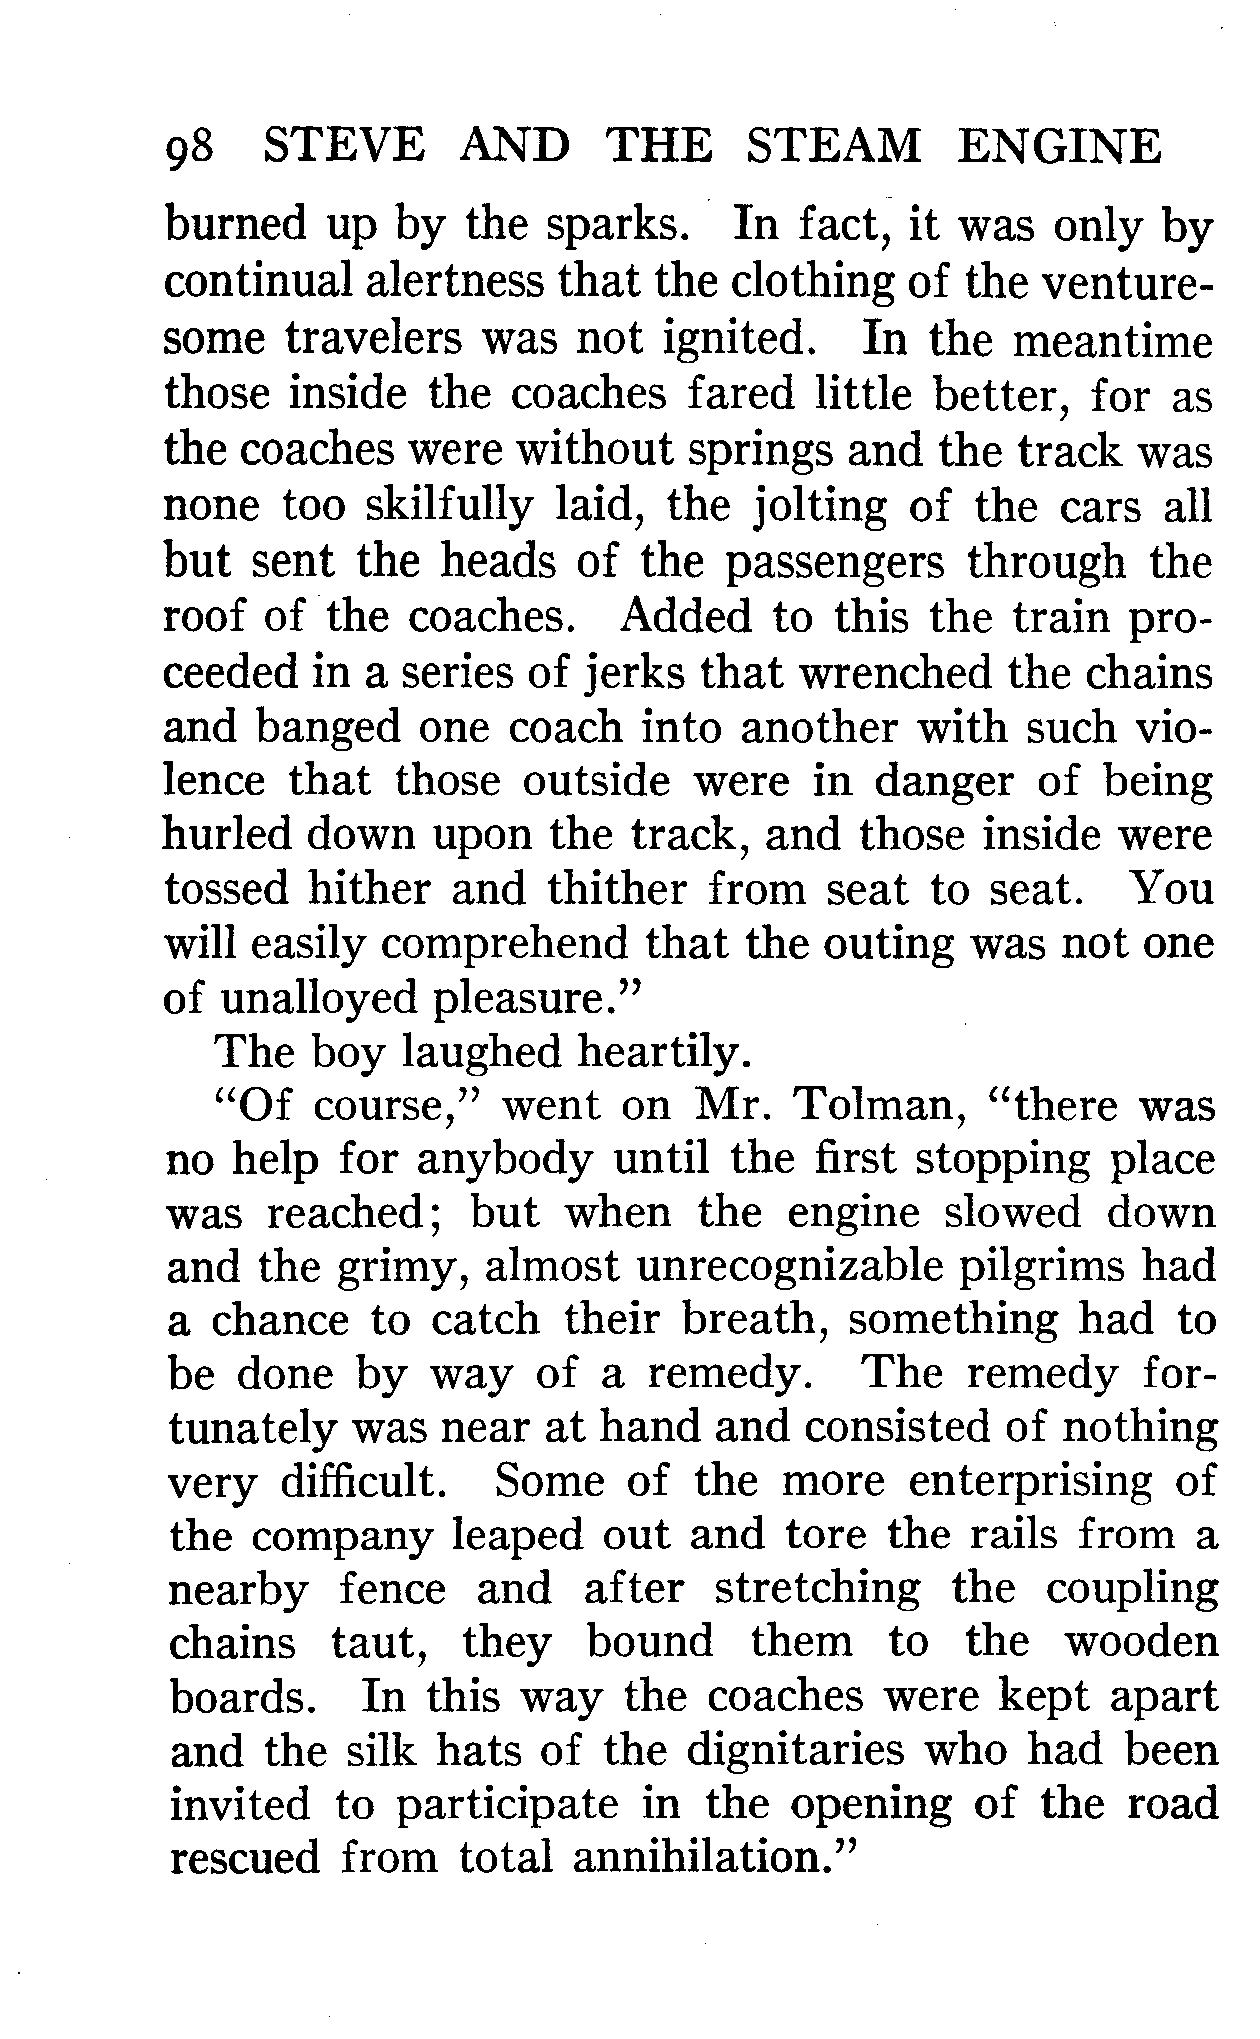 98 STEVE AND THE STEAM ENGINE
burned up by the sparks. In fact, it was only by
continual alertness that the clothing of the venture-
some travelers was not ignited. In the meantime
those inside the coaches fared little better, for as
the coaches were without springs and the track was
none too skilfully laid, the jolting of the cars all
but sent the heads of the passengers through the
roof of the coaches. Added to this the train pro-
ceeded in a series of jerks that wrenched the chains
and banged one coach into another with such vio-
lence that those outside were in danger of being
hurled down upon the track, and those inside were
tossed hither and thither from seat to seat. You
will easily comprehend that the outing was not one
of unalloyed pleasure.”
The boy laughed heartily.
“Of course,” went on Mr. Tolman, “there was
no help for anybody until the first stopping place
was reached; but when the engine slowed down
and the grimy, almost unrecognizable pilgrims had
a chance to catch their breath, something had to
be done by way of a remedy. The remedy for-
tunately was near at hand and consisted of nothing
very difficult. Some of the more enterprising of
the company leaped out and tore the rails from a
nearby fence and after stretching the coupling
chains taut, they bound them to the wooden
boards. In this way the coaches were kept apart
and the silk hats of the dignitaries who had been
invited to participate in the opening of the road
rescued from total annihilation.”